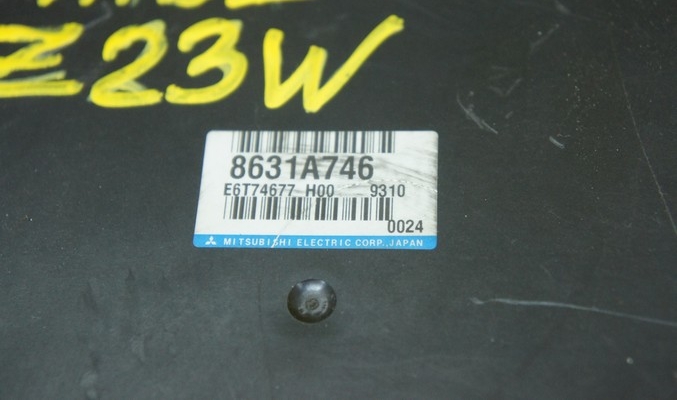 Z23W
8631A746
E6T74677 H00 9310
0024
MITSUBISHI ELECTRIC CORP., JAPAN